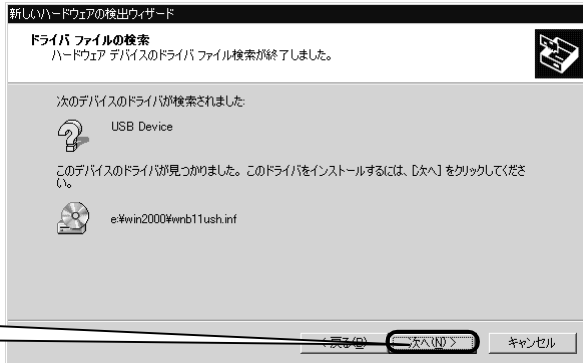 新しいハードウェアの検出ウィザード
ドライバ ファイルの検索
ハードウェア デバイスのドライバ ファイル検索が終了しました。
次のデバイスのドライバが検索されました:
USB Device
このデバイスのドライバが見つかりました。このドライバをインストールするには、[次へ] をクリックしてくださ
い。
e:¥win2000¥wnb11ush.inf
< 戻る(B) 次へ(N) > キャンセル